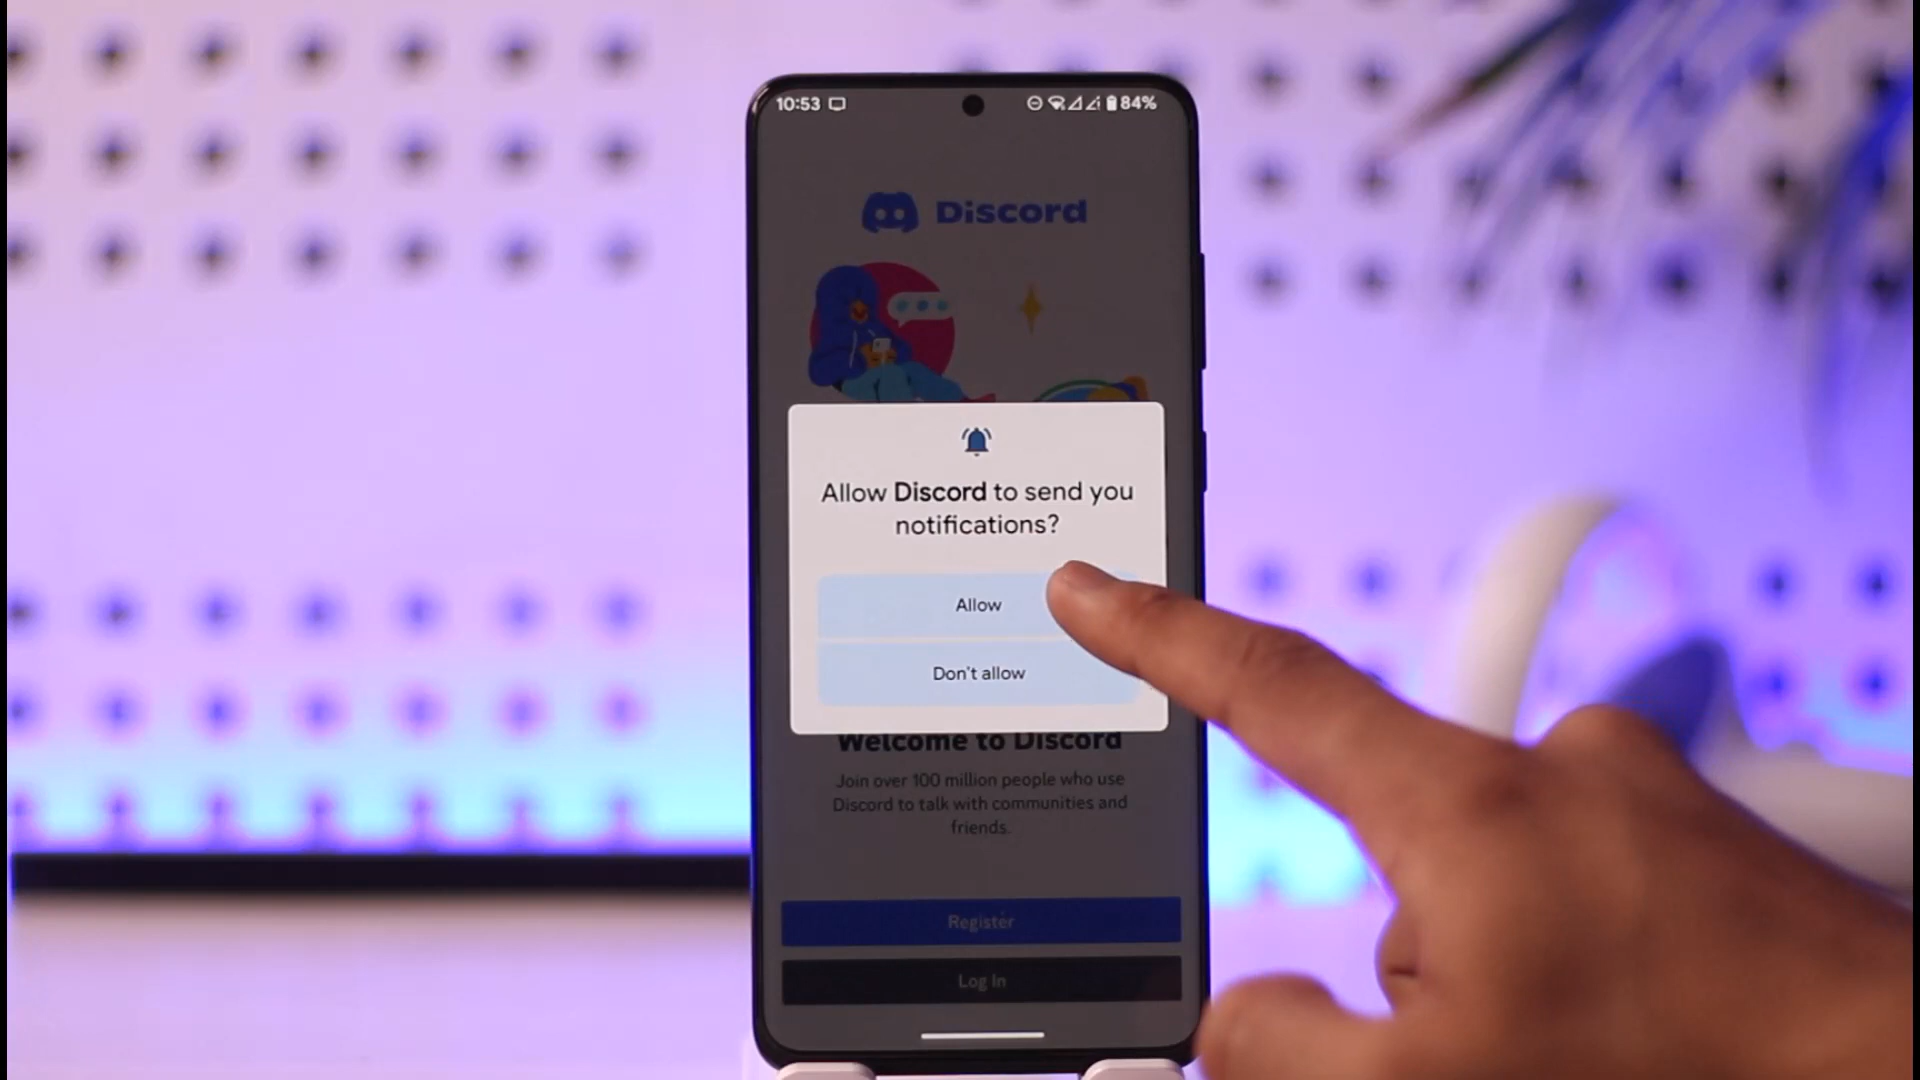 10:53
84%
Discord
Allow Discord to send you
notifications?
Allow
Don't allow
Welcome to Discord
Join over 100 million people who use
Discord to talk with communities and
friends.
Register
Log In